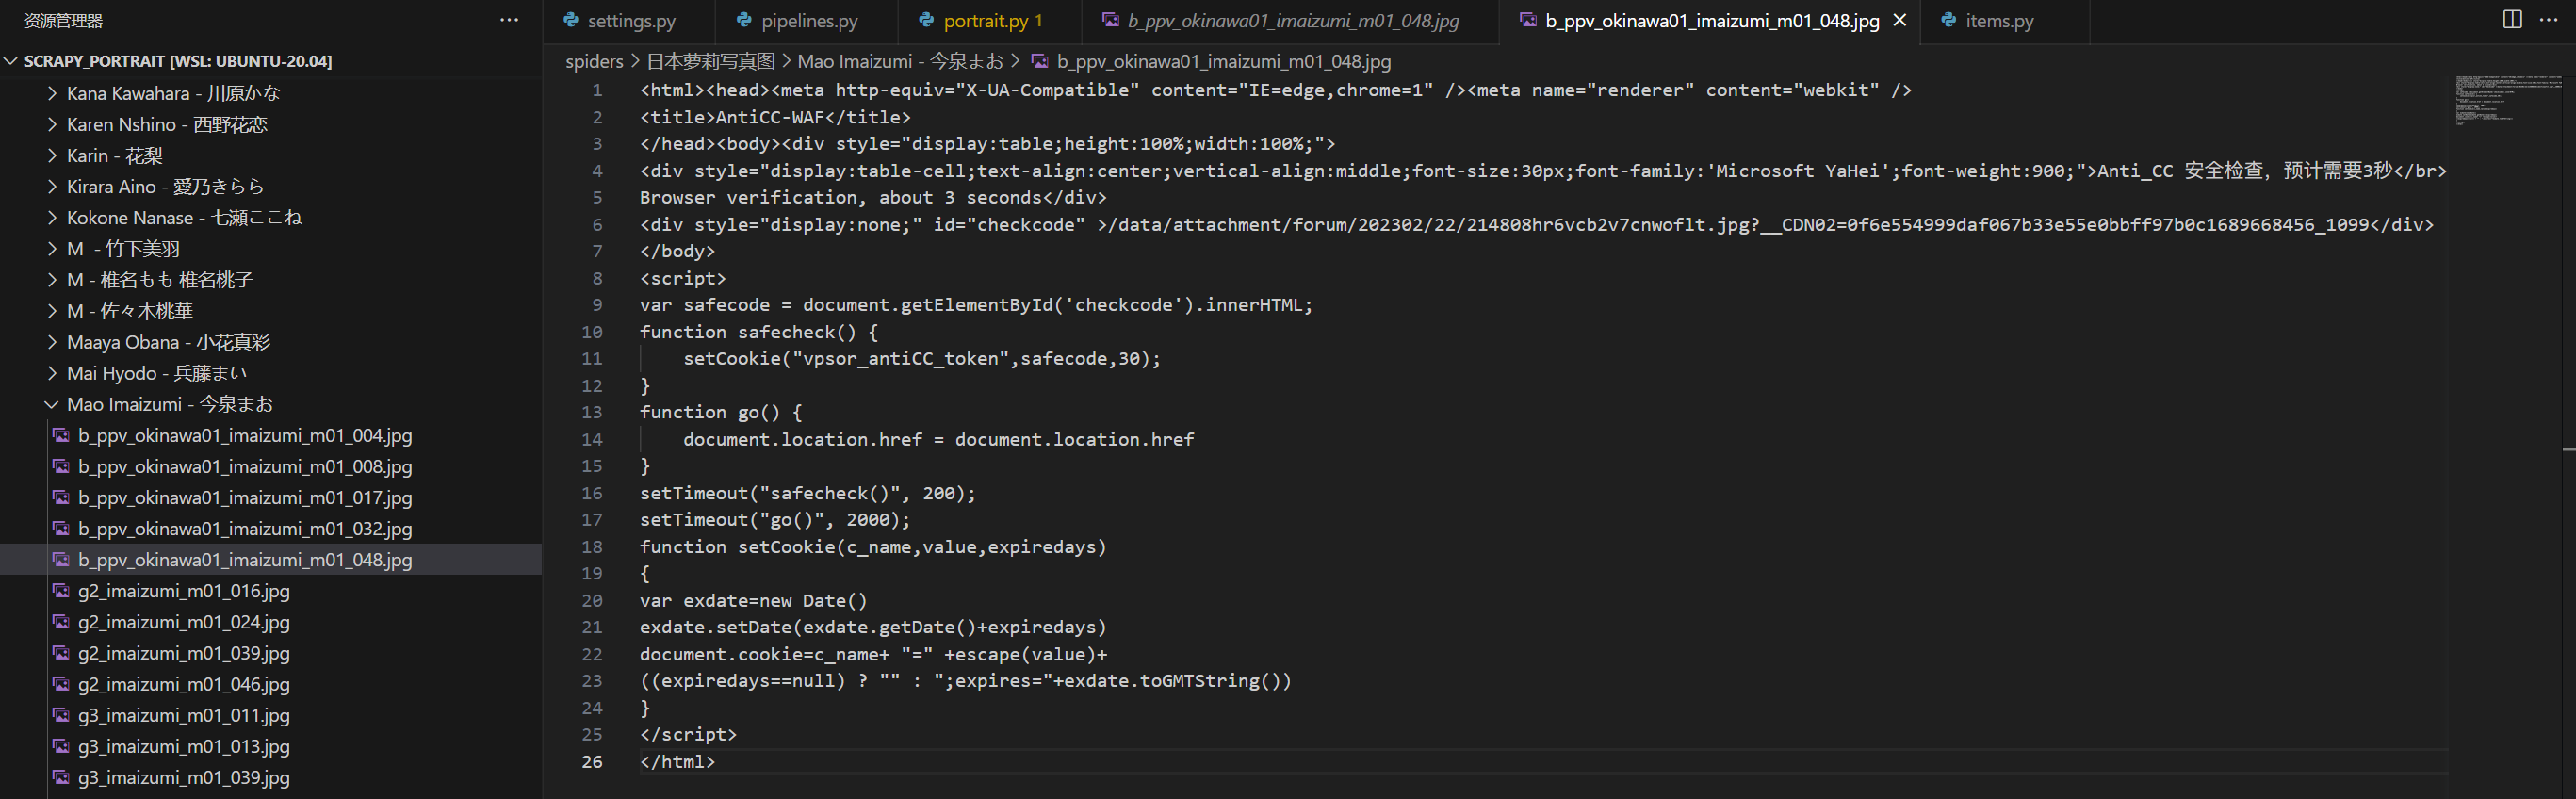 资源管理器
SCRAPY_PORTRAIT [WSL: UBUNTU-20.04]
Kana Kawahara - 川原かな
Karen Nshino - 西野花恋
Karin - 花梨
Kirara Aino - 愛乃きらら
Kokone Nanase - 七瀬ここね
M - 竹下美羽
M - 椎名もも 椎名桃子
M - 佐々木桃華
Maaya Obana - 小花真彩
Mai Hyodo - 兵藤まい
Mao Imaizumi - 今泉まお
b_ppv_okinawa01_imaizumi_m01_004.jpg
b_ppv_okinawa01_imaizumi_m01_008.jpg
b_ppv_okinawa01_imaizumi_m01_017.jpg
b_ppv_okinawa01_imaizumi_m01_032.jpg
b_ppv_okinawa01_imaizumi_m01_048.jpg
g2_imaizumi_m01_016.jpg
g2_imaizumi_m01_024.jpg
g2_imaizumi_m01_039.jpg
g2_imaizumi_m01_046.jpg
g3_imaizumi_m01_011.jpg
g3_imaizumi_m01_013.jpg
g3_imaizumi_m01_039.jpg
settings.py pipelines.py portrait.py 1 b_ppv_okinawa01_imaizumi_m01_048.jpg b_ppv_okinawa01_imaizumi_m01_048.jpg items.py
spiders > 日本萝莉写真图 > Mao Imaizumi - 今泉まお > b_ppv_okinawa01_imaizumi_m01_048.jpg
1 <html><head><meta http-equiv="X-UA-Compatible" content="IE=edge,chrome=1" /><meta name="renderer" content="webkit" />
2 <title>AntiCC-WAF</title>
3 </head><body><div style="display:table;height:100%;width:100%;">
4 <div style="display:table-cell;text-align:center;vertical-align:middle;font-size:30px;font-family:'Microsoft YaHei';font-weight:900;">Anti_CC 安全检查，预计需要3秒</br>
5 Browser verification, about 3 seconds</div>
6 <div style="display:none;" id="checkcode" >/data/attachment/forum/202302/22/214808hr6vcb2v7cnwoflt.jpg?__CDN02=0f6e554999daf067b33e55e0bbff97b0c1689668456_1099</div>
7 </body>
8 <script>
9 var safecode = document.getElementById('checkcode').innerHTML;
10 function safecheck() {
11 setCookie("vpsor_antiCC_token",safecode,30);
12 }
13 function go() {
14 document.location.href = document.location.href
15 }
16 setTimeout("safecheck()", 200);
17 setTimeout("go()", 2000);
18 function setCookie(c_name,value,expiredays)
19 {
20 var exdate=new Date()
21 exdate.setDate(exdate.getDate()+expiredays)
22 document.cookie=c_name+ "=" +escape(value)+
23 ((expiredays==null) ? "" : ";expires="+exdate.toGMTString())
24 }
25 </script>
26 </html>